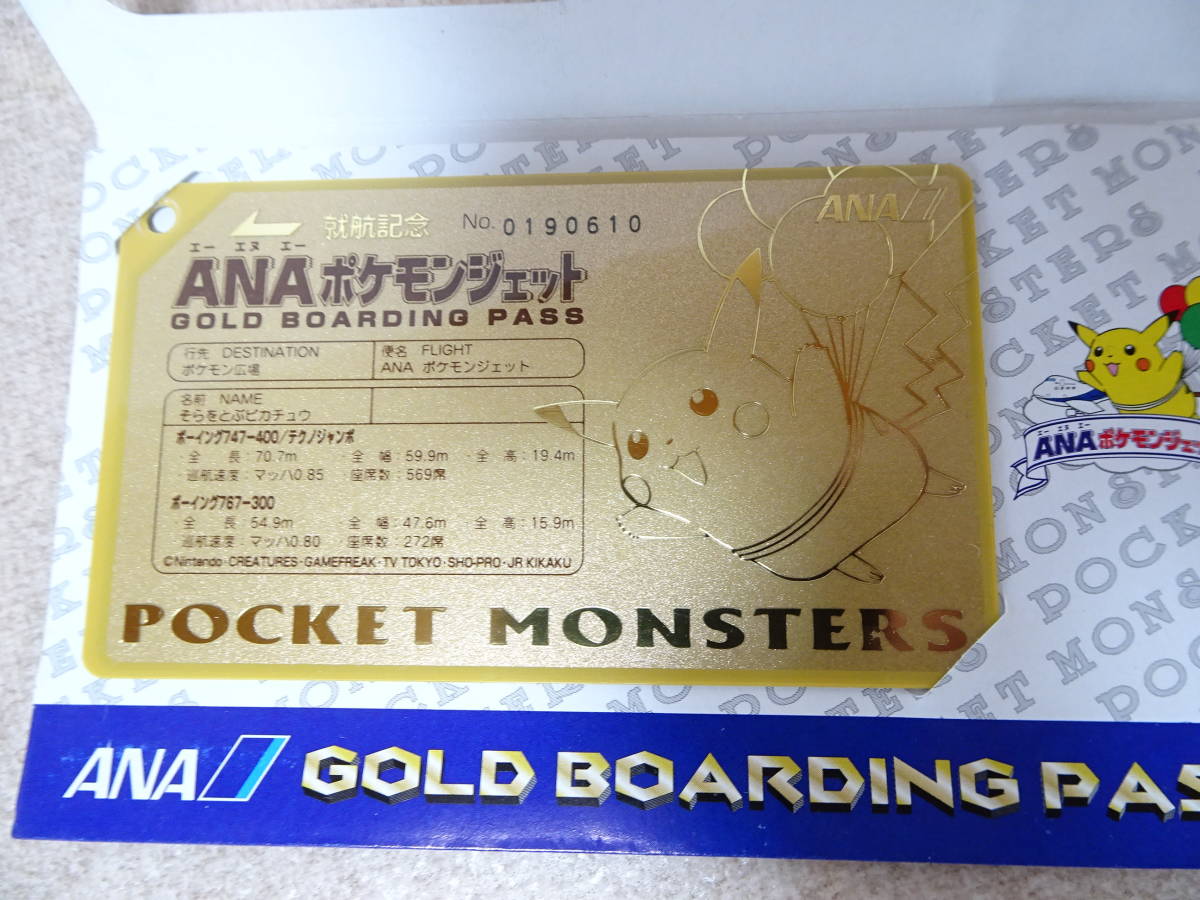 就航記念 No. 0190610
ANA
エー エヌ エー
ANAポケモンジェット
GOLD BOARDING PASS
行先 DESTINATION
ポケモン広場
便名 FLIGHT
ANA ポケモンジェット
名前 NAME
そらをとぶピカチュウ
ボーイング747-400/テクノジャンボ
・全 長:70.7m ・全 幅:59.9m ・全 高:19.4m
・巡航速度:マッハ0.85 座席数:569席
ボーイング767-300
・全 長:54.9m ・全 幅:47.6m ・全 高:15.9m
巡航速度:マッハ0.80 座席数:272席
©Nintendo・CREATURES・GAMEFREAK・TV TOKYO・SHO-PRO・JR KIKAKU
POCKET MONSTERS
エー エヌ エー
ANAポケモンジェッ
ANA GOLD BOARDING PAS